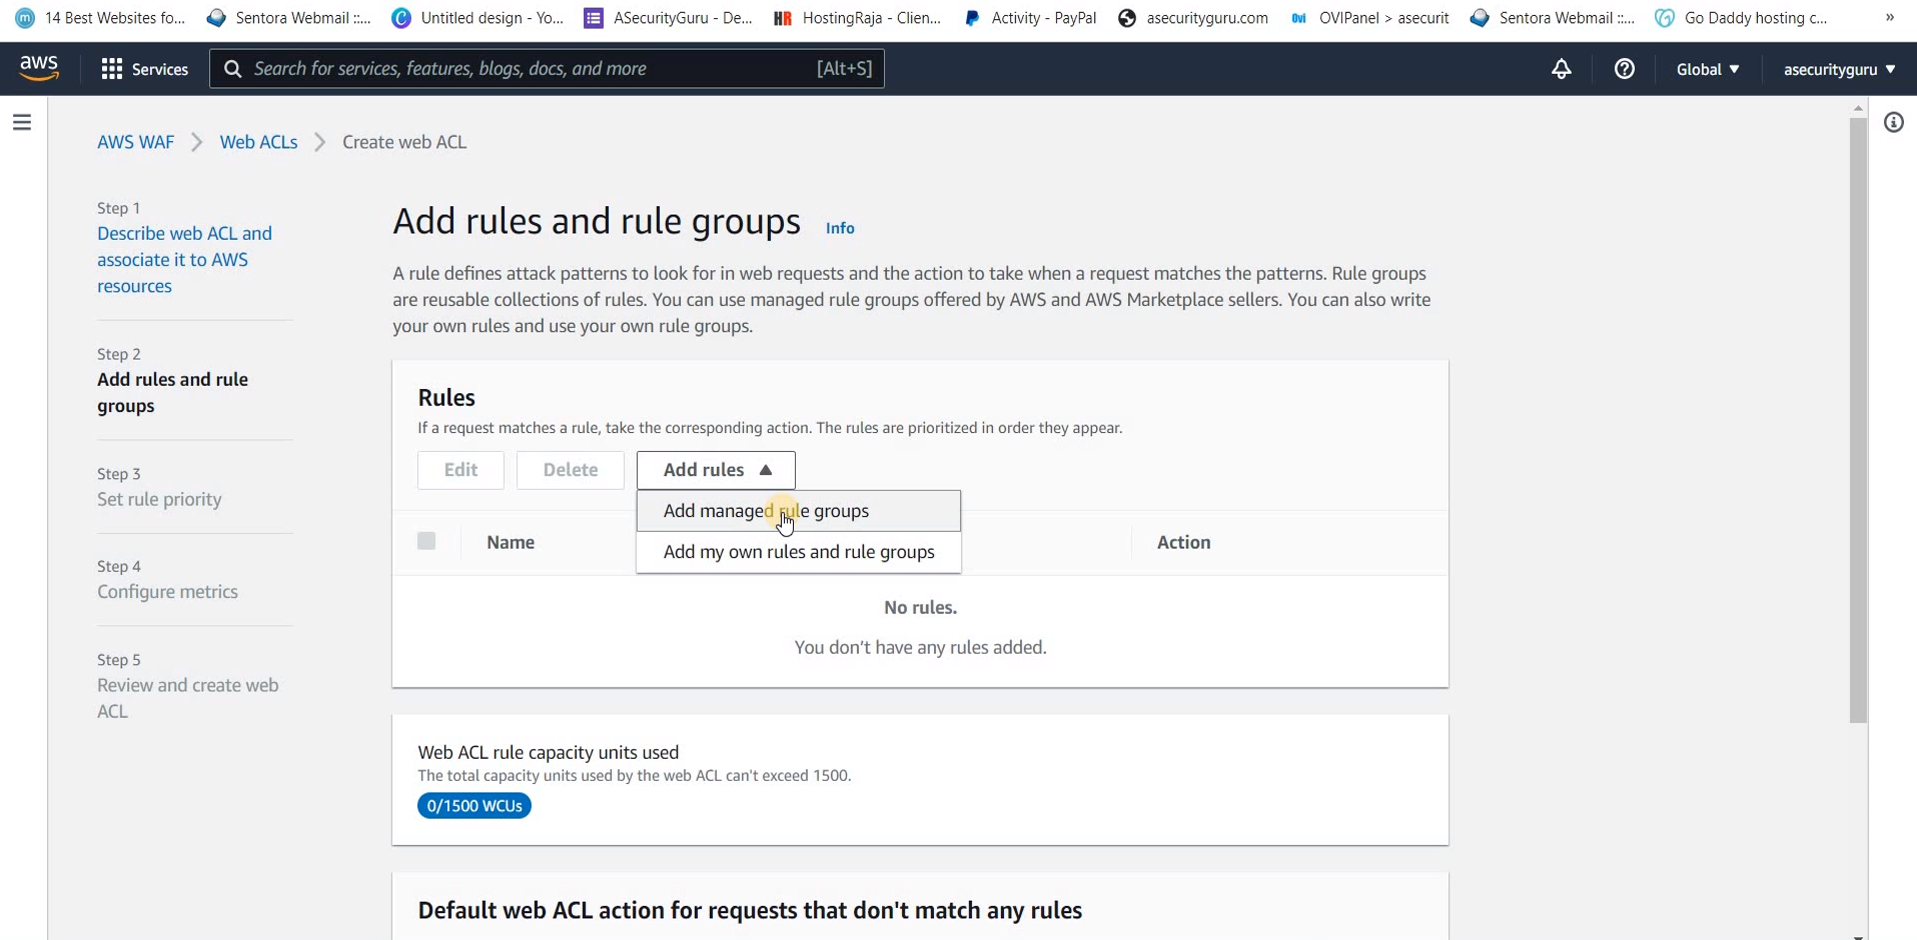 14 Best Websites fo... Sentora Webmail ::... Untitled design - Yo... ASecurityGuru - De... HR HostingRaja - Clien... Activity - PayPal asecurityguru.com ovi OVIPanel > asecurit Sentora Webmail ::... Go Daddy hosting c... »
aws Services Search for services, features, blogs, docs, and more [Alt+S] Global ▼ asecurityguru ▼
AWS WAF > Web ACLs > Create web ACL
Step 1
Describe web ACL and
associate it to AWS
resources
Step 2
Add rules and rule
groups
Step 3
Set rule priority
Step 4
Configure metrics
Step 5
Review and create web
ACL
Add rules and rule groups Info
A rule defines attack patterns to look for in web requests and the action to take when a request matches the patterns. Rule groups
are reusable collections of rules. You can use managed rule groups offered by AWS and AWS Marketplace sellers. You can also write
your own rules and use your own rule groups.
Rules
If a request matches a rule, take the corresponding action. The rules are prioritized in order they appear.
Edit Delete Add rules ▲
Add managed rule groups
Add my own rules and rule groups
Name Action
No rules.
You don't have any rules added.
Web ACL rule capacity units used
The total capacity units used by the web ACL can't exceed 1500.
0/1500 WCUs
Default web ACL action for requests that don't match any rules